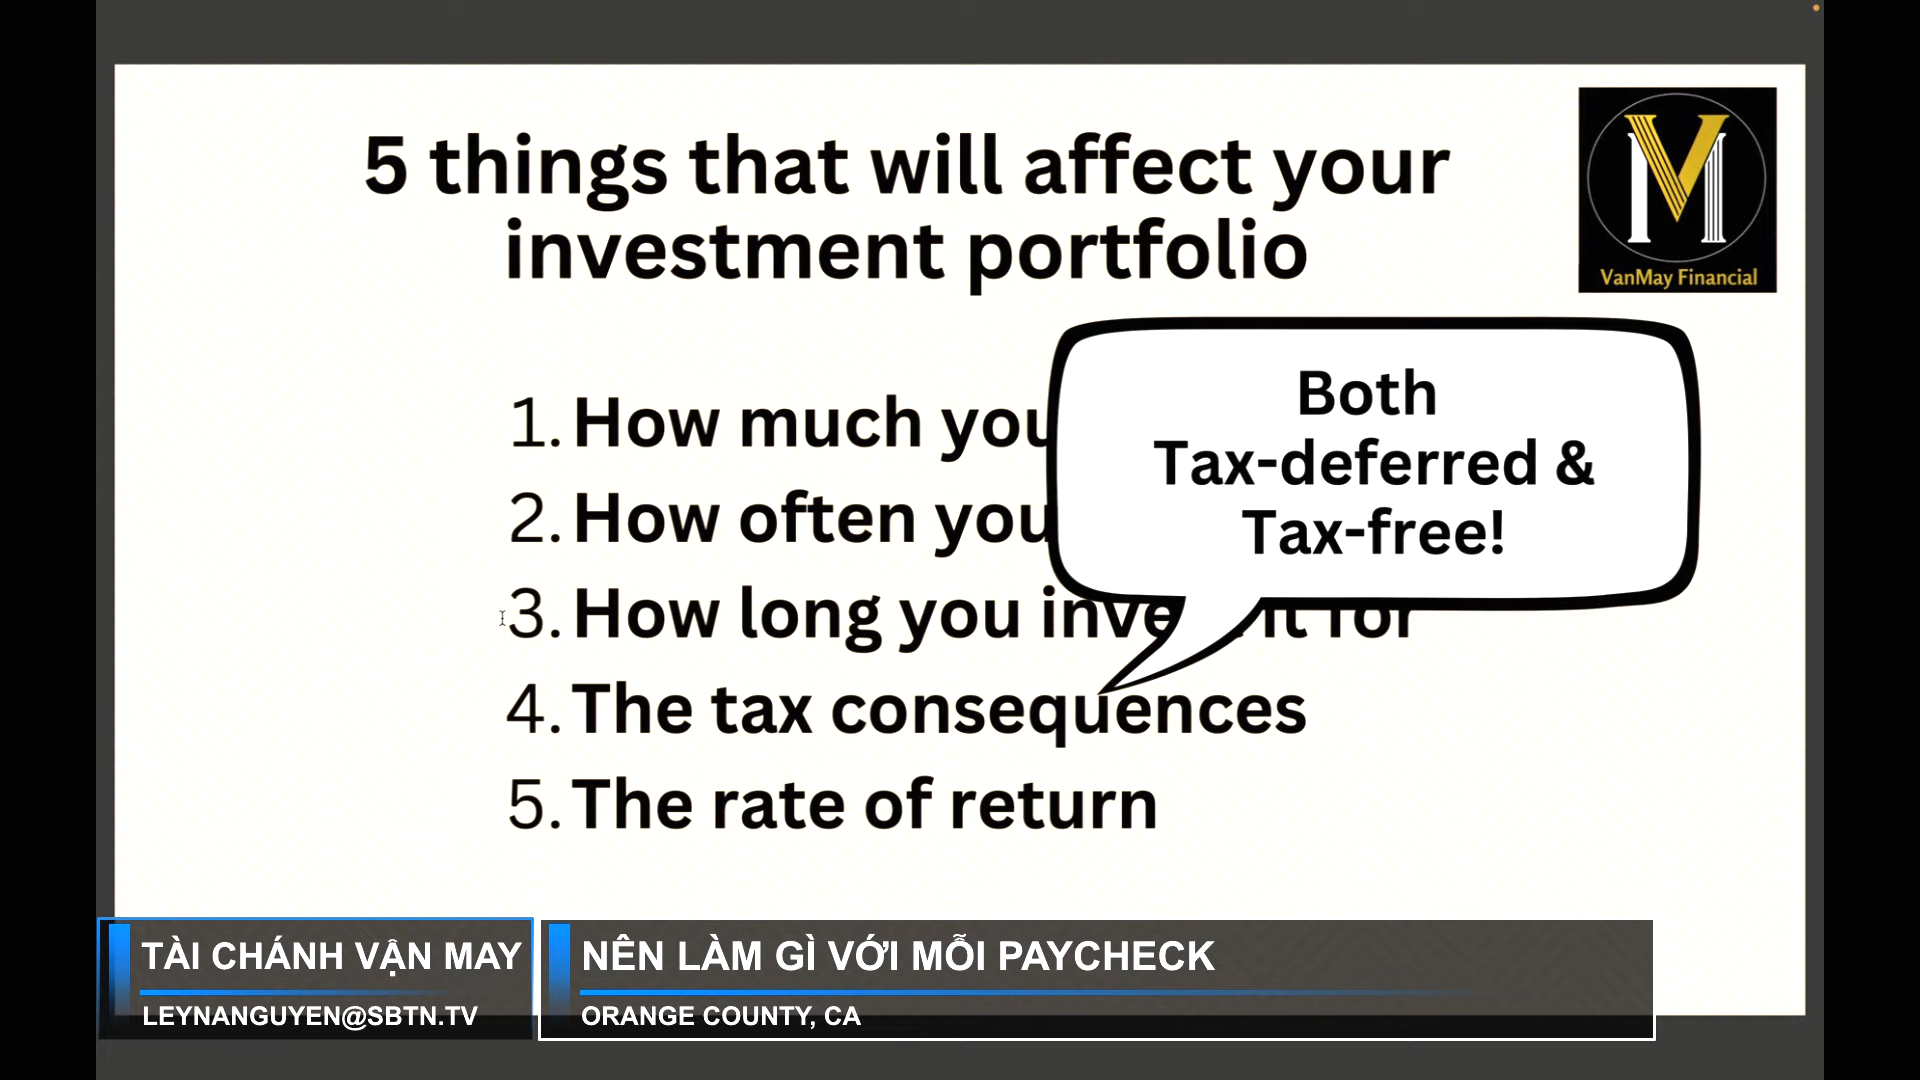 5 things that will affect your
investment portfolio
VanMay Financial
Both
Tax-deferred &
Tax-free!
1. How much you
2. How often you
3. How long you it for
4. The tax consequences
5. The rate of return
TÀI CHÁNH VẬN MAY
LEYNANGUYEN@SBTN.TV
NÊN LÀM GÌ VỚI MỖI PAYCHECK
ORANGE COUNTY, CA